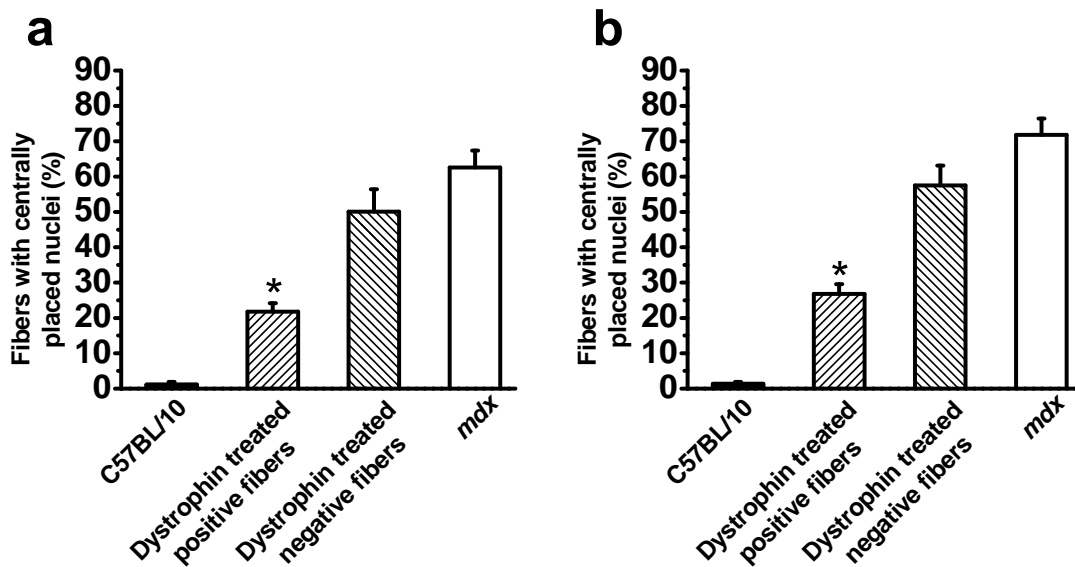 a
90
80
70
60
50
40
30
20
10
0
Fibers with centrally
placed nuclei (%)
*
C57BL/10
Dystrophin treated
positive fibers
Dystrophin treated
negative fibers
mdx
b
90
80
70
60
50
40
30
20
10
0
Fibers with centrally
placed nuclei (%)
*
C57BL/10
Dystrophin treated
positive fibers
Dystrophin treated
negative fibers
mdx